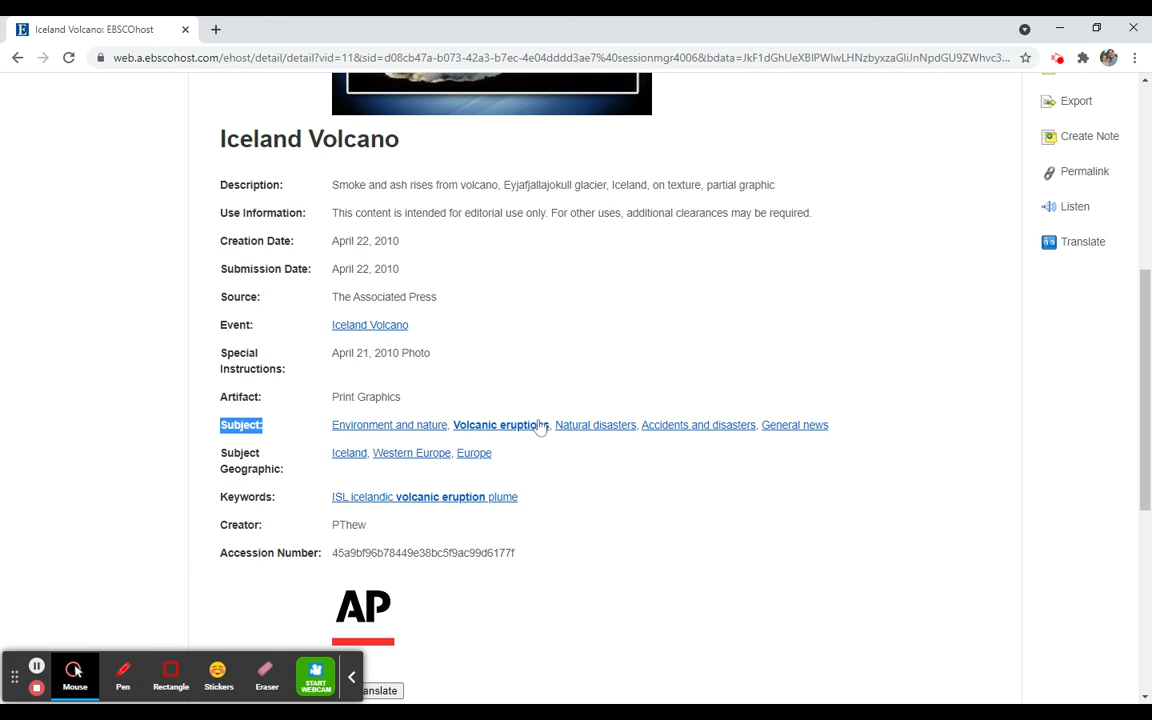 Iceland Volcano: EBSCOhost
web.a.ebscohost.com/ehost/detail/detail?vid=11&sid=d08cb47a-b073-42a3-b7ec-4e04dddd3ae7%40sessionmgr4006&bdata=JkF1dGhUeXBlPWlwLHNzbyxzaGliJnNpdGU9ZWhvc3...
Export
Iceland Volcano
Create Note
Permalink
Description: Smoke and ash rises from volcano, Eyjafjallajokull glacier, Iceland, on texture, partial graphic
Listen
Use Information: This content is intended for editorial use only. For other uses, additional clearances may be required.
Creation Date: April 22, 2010
Translate
Submission Date: April 22, 2010
Source: The Associated Press
Event: Iceland Volcano
Special Instructions: April 21, 2010 Photo
Artifact: Print Graphics
Subject: Environment and nature, Volcanic eruptions, Natural disasters, Accidents and disasters, General news
Subject Geographic: Iceland, Western Europe, Europe
Keywords: ISL icelandic volcanic eruption plume
Creator: PThew
Accession Number: 45a9bf96b78449e38bc5f9ac99d6177f
AP
Mouse
Pen
Rectangle
Stickers
Eraser
START WEBCAM
anslate